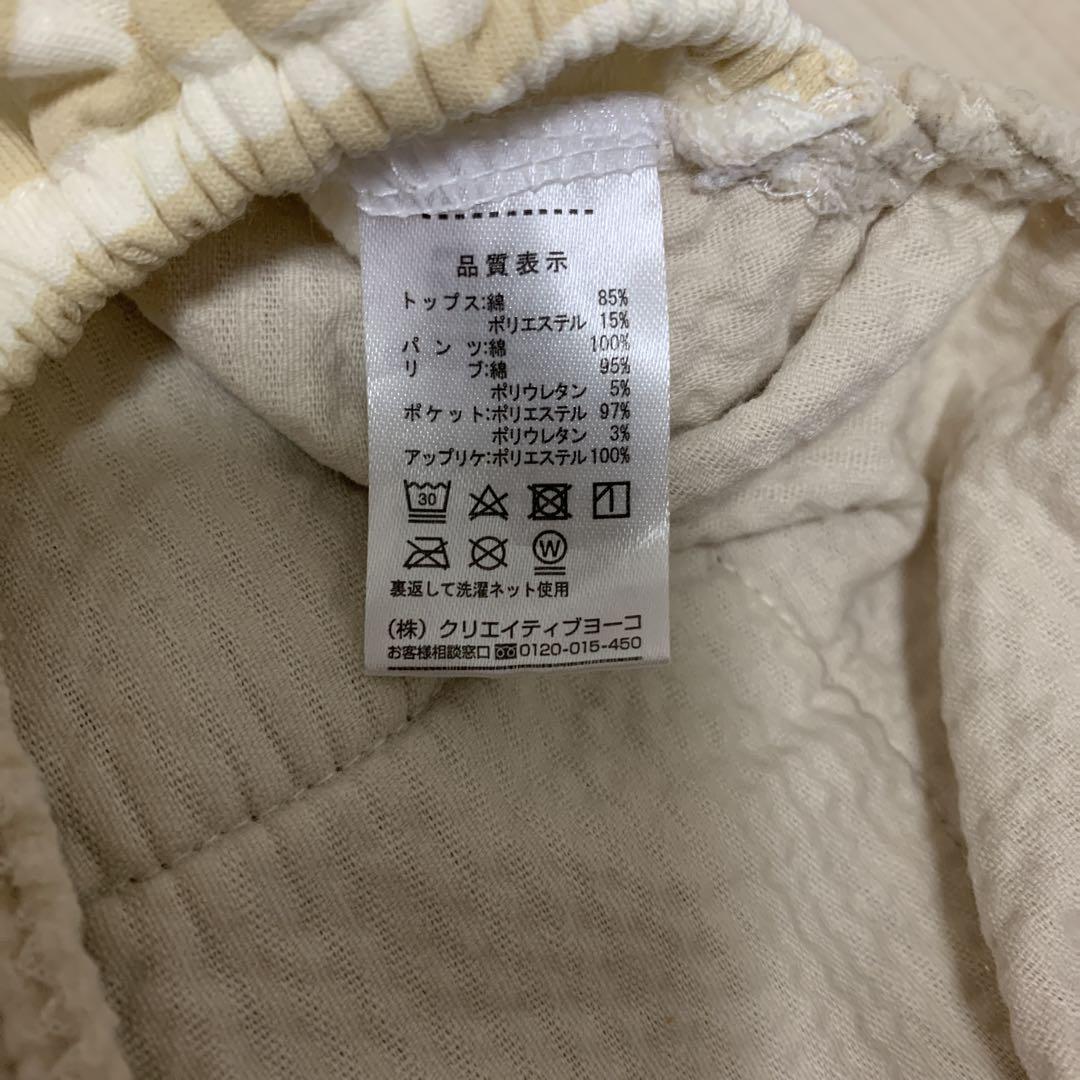 品質表示
トップス:綿 85%
ポリエステル 15%
パンツ:綿 100%
リブ:綿 95%
ポリウレタン 5%
ポケット:ポリエステル 97%
ポリウレタン 3%
アップリケ:ポリエステル100%
30
W
裏返して洗濯ネット使用
(株)クリエイティブヨーコ
お客様相談窓口 0120-015-450